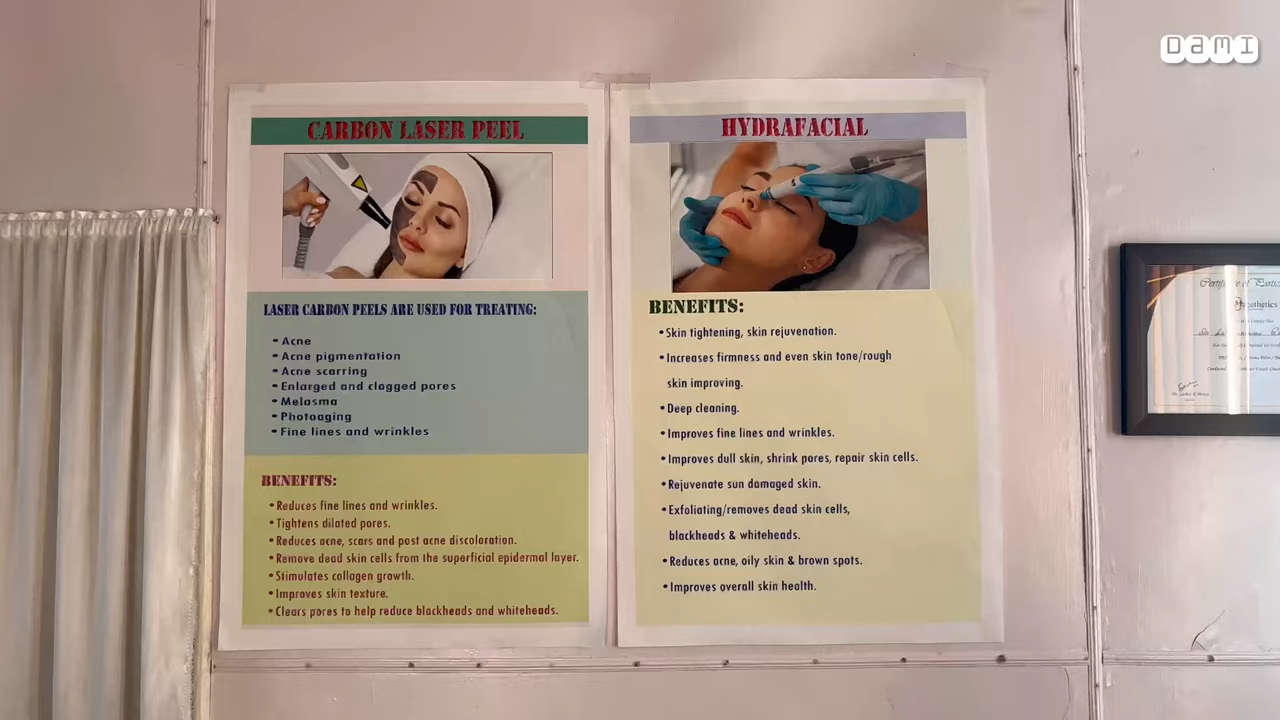 DaMI
CARBON LASER PEEL
LASER CARBON PEELS ARE USED FOR TREATING:
• Acne
• Acne pigmentation
• Acne scarring
• Enlarged and clogged pores
• Melasma
• Photoaging
• Fine lines and wrinkles
BENEFITS:
• Reduces fine lines and wrinkles.
• Tightens dilated pores.
• Reduces acne, scars and post acne discoloration.
• Remove dead skin cells from the superficial epidermal layer.
• Stimulates collagen growth.
• Improves skin texture.
• Clears pores to help reduce blackheads and whiteheads.
HYDRAFACIAL
BENEFITS:
• Skin tightening, skin rejuvenation.
• Increases firmness and even skin tone/rough
skin improving.
• Deep cleaning.
• Improves fine lines and wrinkles.
• Improves dull skin, shrink pores, repair skin cells.
• Rejuvenate sun damaged skin.
• Exfoliating/removes dead skin cells,
blackheads & whiteheads.
• Reduces acne, oily skin & brown spots.
• Improves overall skin health.